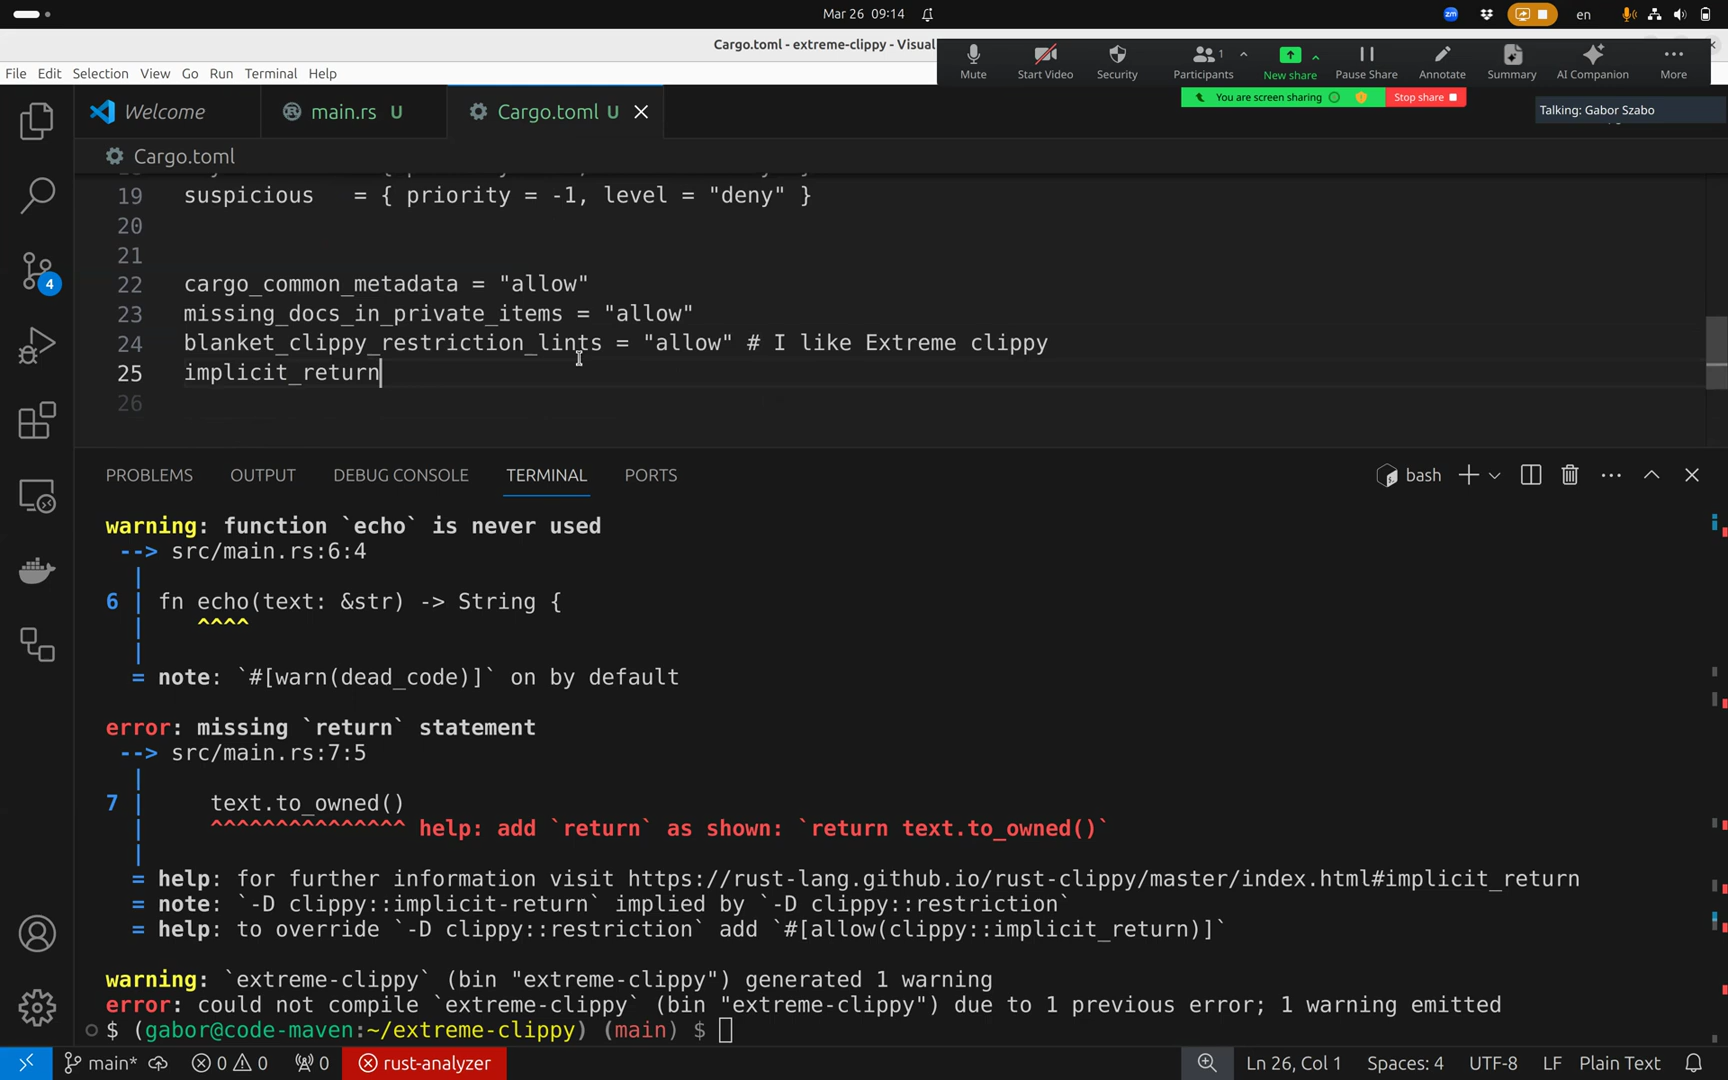 Mar 26 09:14
zm
en
Cargo.toml - extreme-clippy - Visual
File Edit Selection View Go Run Terminal Help
Mute Start Video Security Participants 1 New share Pause Share Annotate Summary AI Companion More
You are screen sharing Stop share
Talking: Gabor Szabo
Welcome main.rs U Cargo.toml U
Cargo.toml
19 suspicious = { priority = -1, level = "deny" }
20
21
22 cargo_common_metadata = "allow"
23 missing_docs_in_private_items = "allow"
24 blanket_clippy_restriction_lints = "allow" # I like Extreme clippy
25 implicit_return
26
4
PROBLEMS OUTPUT DEBUG CONSOLE TERMINAL PORTS bash
warning: function `echo` is never used
--> src/main.rs:6:4
|
6 | fn echo(text: &str) -> String {
| ^^^^
|
= note: `#[warn(dead_code)]` on by default
error: missing `return` statement
--> src/main.rs:7:5
|
7 | text.to_owned()
| ^^^^^^^^^^^^^^^ help: add `return` as shown: `return text.to_owned()`
|
= help: for further information visit https://rust-lang.github.io/rust-clippy/master/index.html#implicit_return
= note: `-D clippy::implicit-return` implied by `-D clippy::restriction`
= help: to override `-D clippy::restriction` add `#[allow(clippy::implicit_return)]`
warning: `extreme-clippy` (bin "extreme-clippy") generated 1 warning
error: could not compile `extreme-clippy` (bin "extreme-clippy") due to 1 previous error; 1 warning emitted
$ (gabor@code-maven:~/extreme-clippy) (main) $
main* 0 0 0 rust-analyzer Ln 26, Col 1 Spaces: 4 UTF-8 LF Plain Text